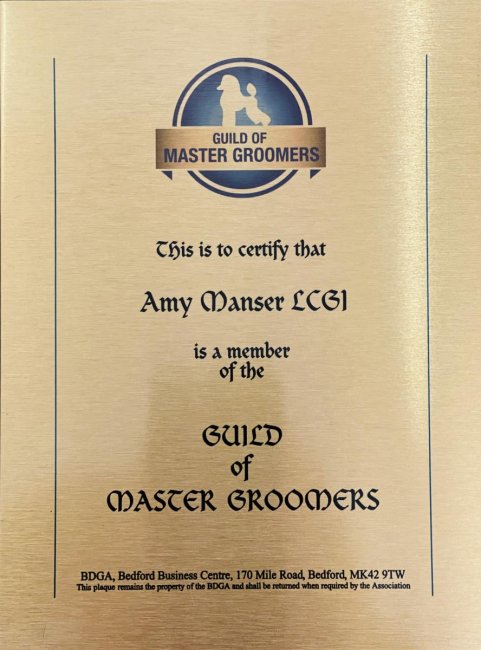 GUILD OF
MASTER GROOMERS
This is to certify that
Amy Manser LCGI
is a member
of the
GUILD
of
MASTER GROOMERS
BDGA, Bedford Business Centre, 170 Mile Road, Bedford, MK42 9TW
This plaque remains the property of the BDGA and shall be returned when required by the Association